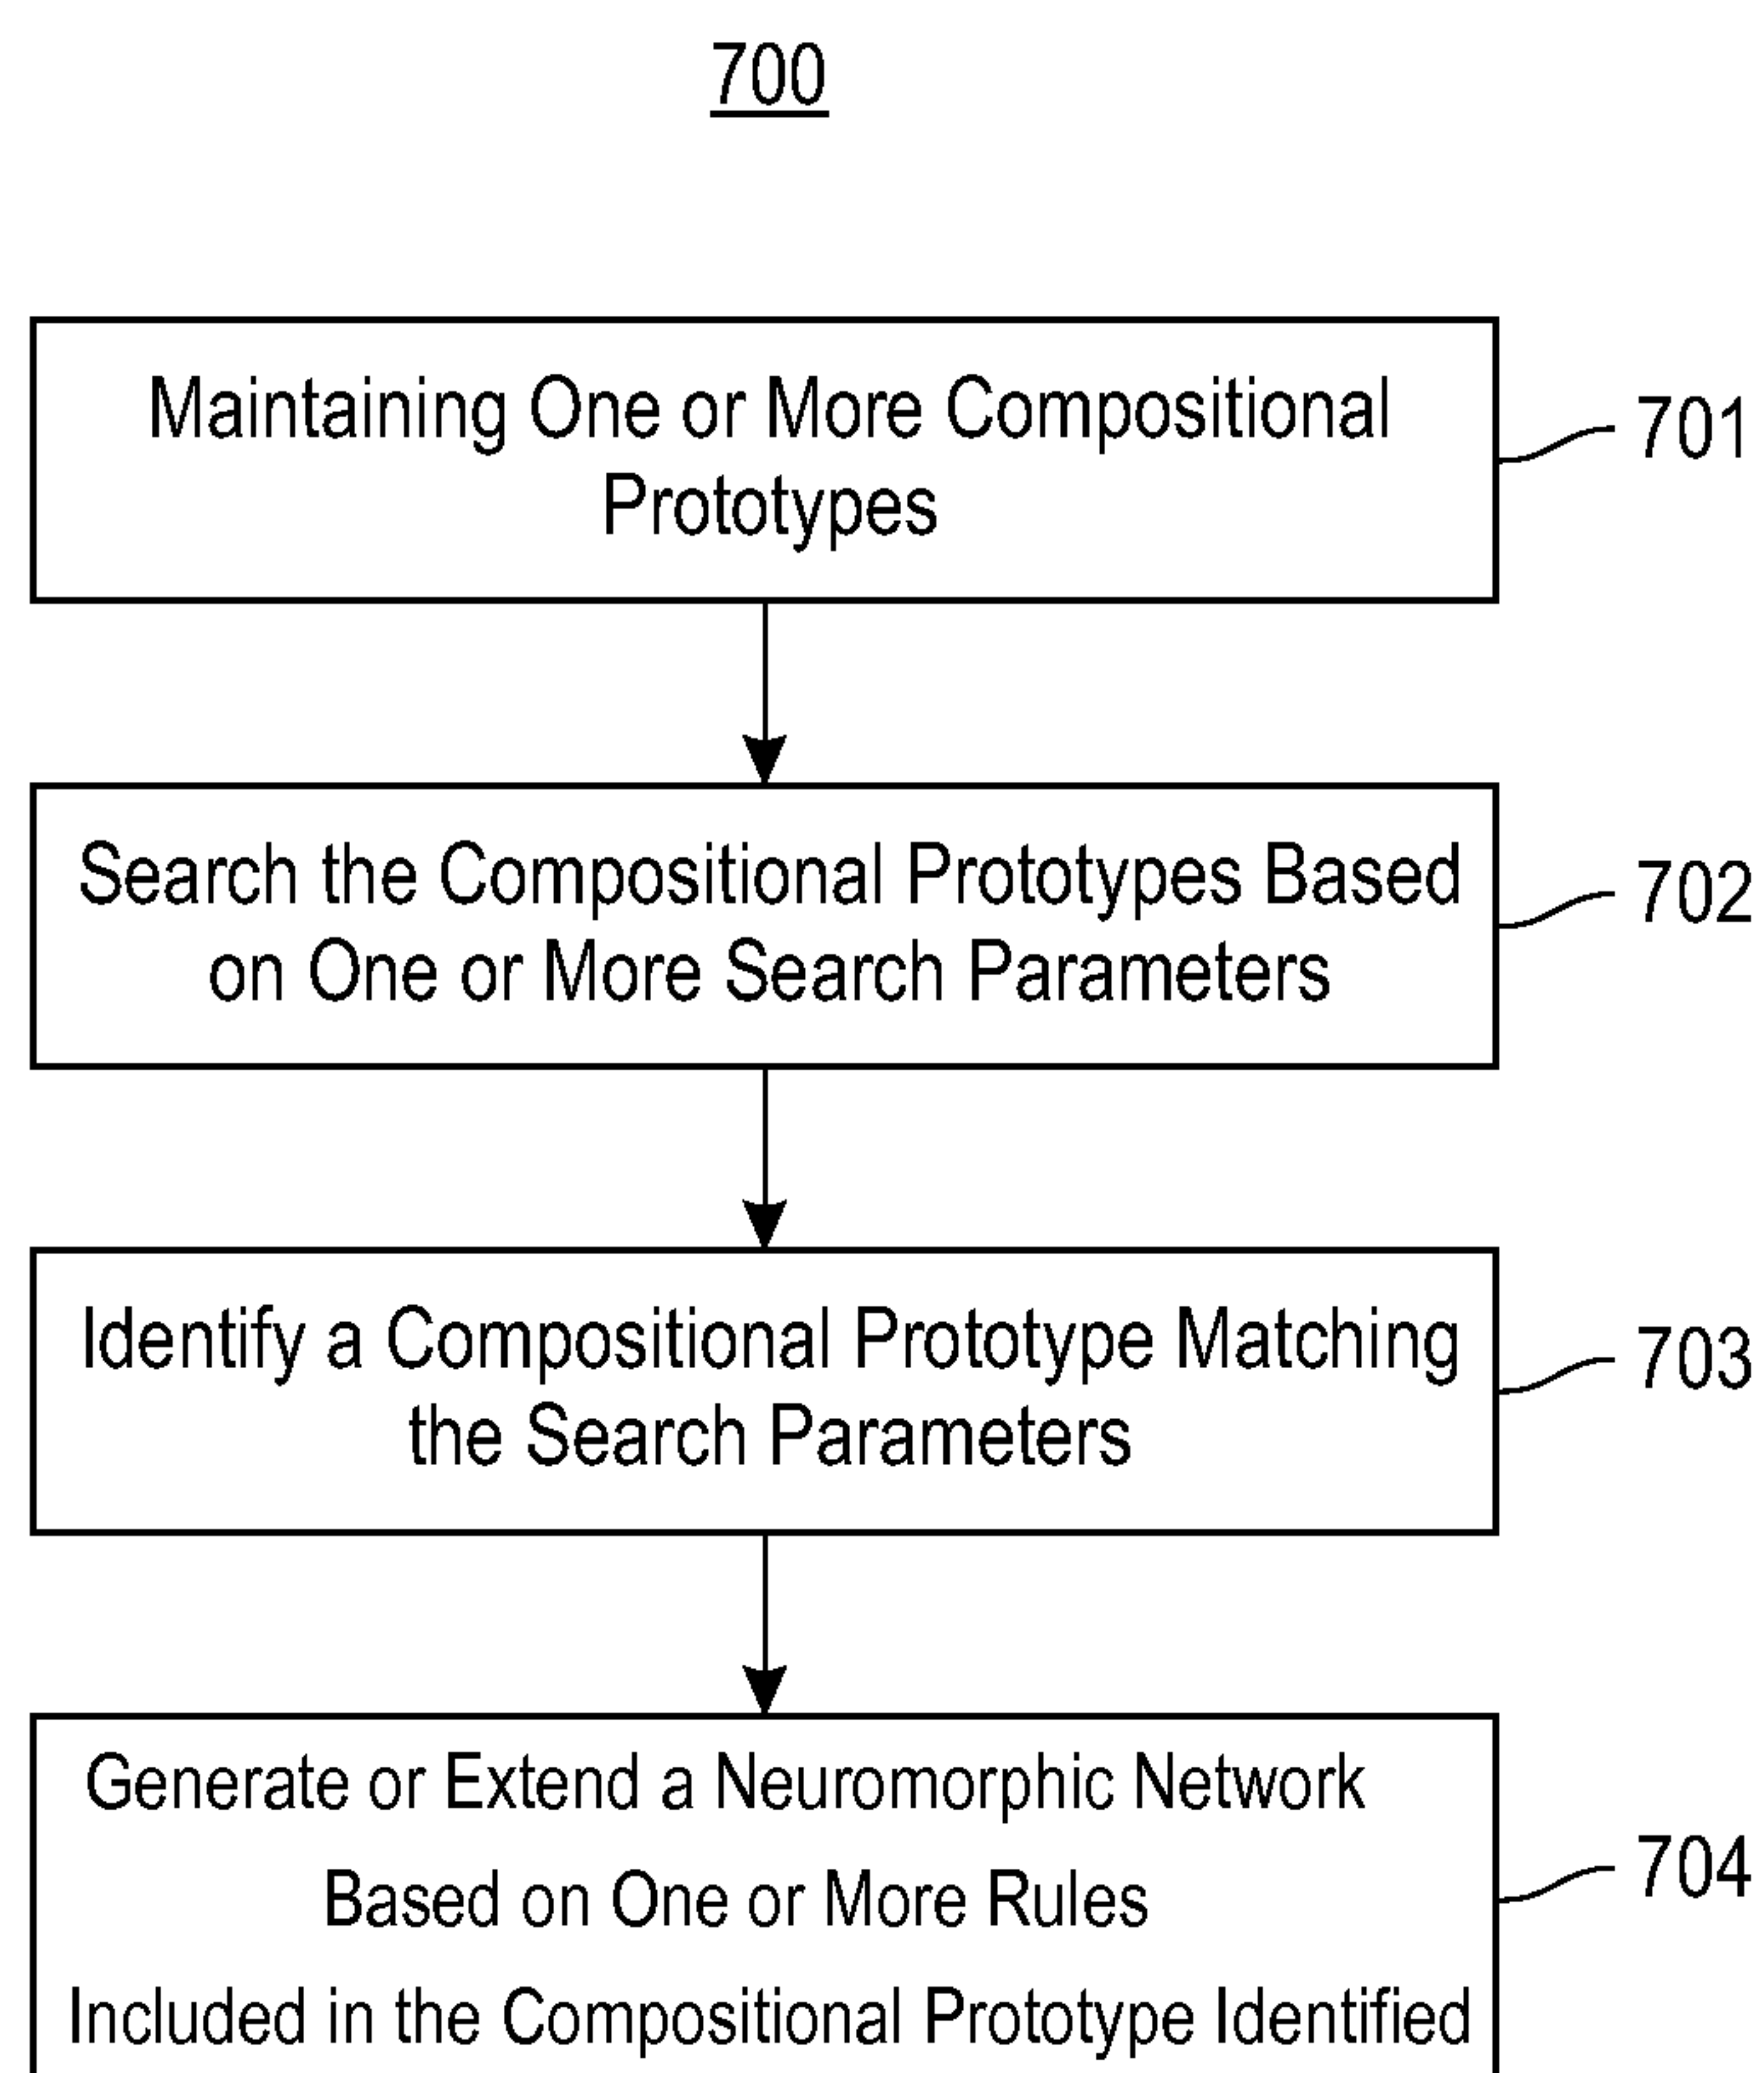 700
Maintaining One or More Compositional
Prototypes
701
Search the Compositional Prototypes Based
on One or More Search Parameters
702
Identify a Compositional Prototype Matching
the Search Parameters
703
Generate or Extend a Neuromorphic Network
Based on One or More Rules
Included in the Compositional Prototype Identified
704